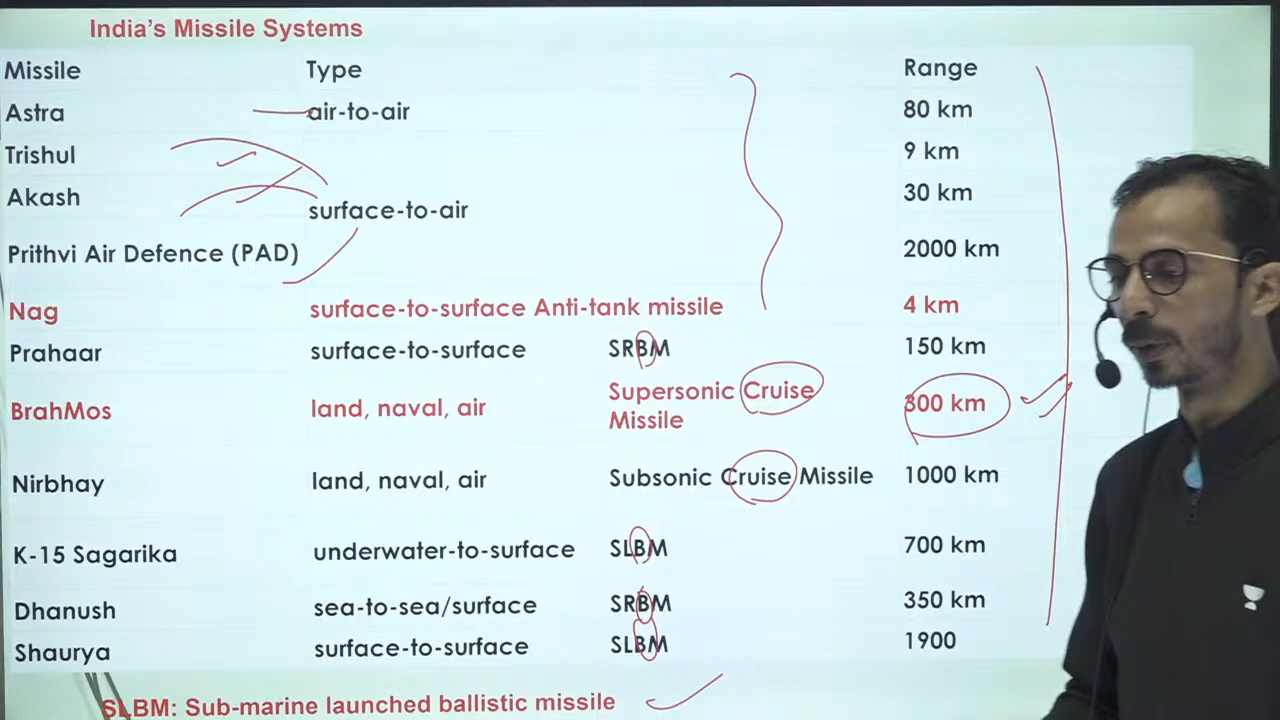 India's Missile Systems
Missile Type Range
Astra air-to-air 80 km
Trishul 9 km
Akash 30 km
surface-to-air
Prithvi Air Defence (PAD) 2000 km
Nag surface-to-surface Anti-tank missile 4 km
Prahaar surface-to-surface SRBM 150 km
BrahMos land, naval, air Supersonic Cruise Missile 300 km
Nirbhay land, naval, air Subsonic Cruise Missile 1000 km
K-15 Sagarika underwater-to-surface SLBM 700 km
Dhanush sea-to-sea/surface SRBM 350 km
Shaurya surface-to-surface SLBM 1900
SLBM: Sub-marine launched ballistic missile